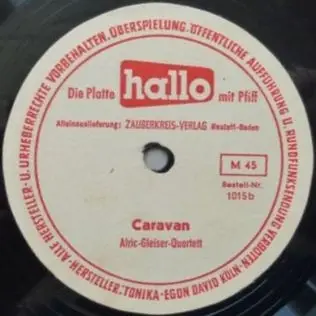 ALLE HERSTELLER- U. URHEBERRECHTE VORBEHALTEN. ÜBERSPIELUNG. ÖFFENTLICHE AUFFÜHRUNG U. RUNDFUNKSENDUNG VERBOTEN.
Die Platte hallo mit Pfiff
Alleinauslieferung: ZAUBERKREIS-VERLAG Rastatt-Baden
M 45
Bestell-Nr.
1015b
Caravan
Alric-Gleiser-Quartett
HERSTELLER: TONIKA-EGON DAVID KÖLN